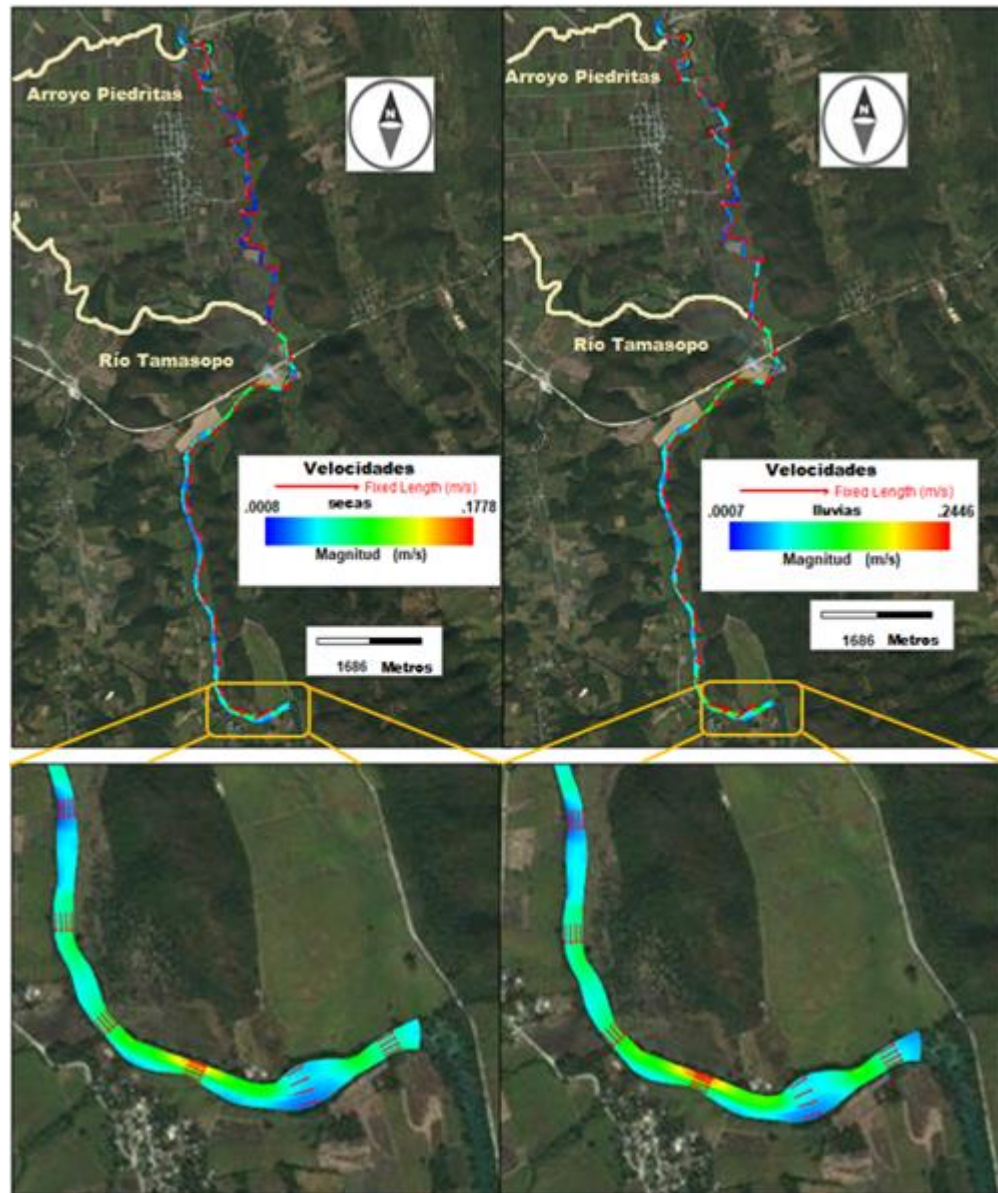 Arroyo Piedritas
N
Río Tamasopo
Velocidades
Fixed Length (m/s)
secas
.0008
.1778
Magnitud (m/s)
1686 Metros
Arroyo Piedritas
N
Río Tamasopo
Velocidades
Fixed Length (m/s)
lluvias
.0007
.2446
Magnitud (m/s)
1686 Metros